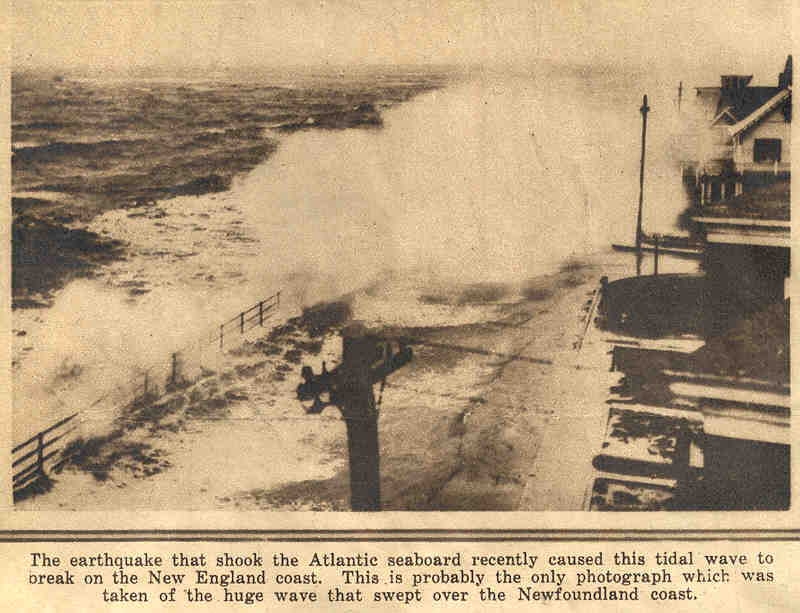 The earthquake that shook the Atlantic seaboard recently caused this tidal wave to
break on the New England coast. This is probably the only photograph which was
taken of the huge wave that swept over the Newfoundland coast.